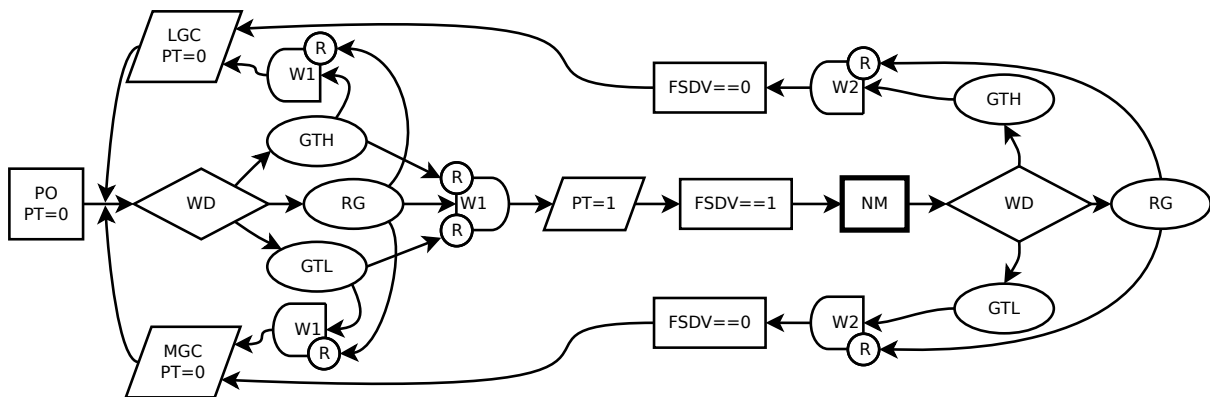 LGC
PT=0
R
W1
GTH
PO
PT=0
WD
RG
GTL
R
W1
R
W1
R
MGC
PT=0
PT=1
FSDV==1
NM
FSDV==0
R
W2
GTH
WD
RG
GTL
FSDV==0
W2
R